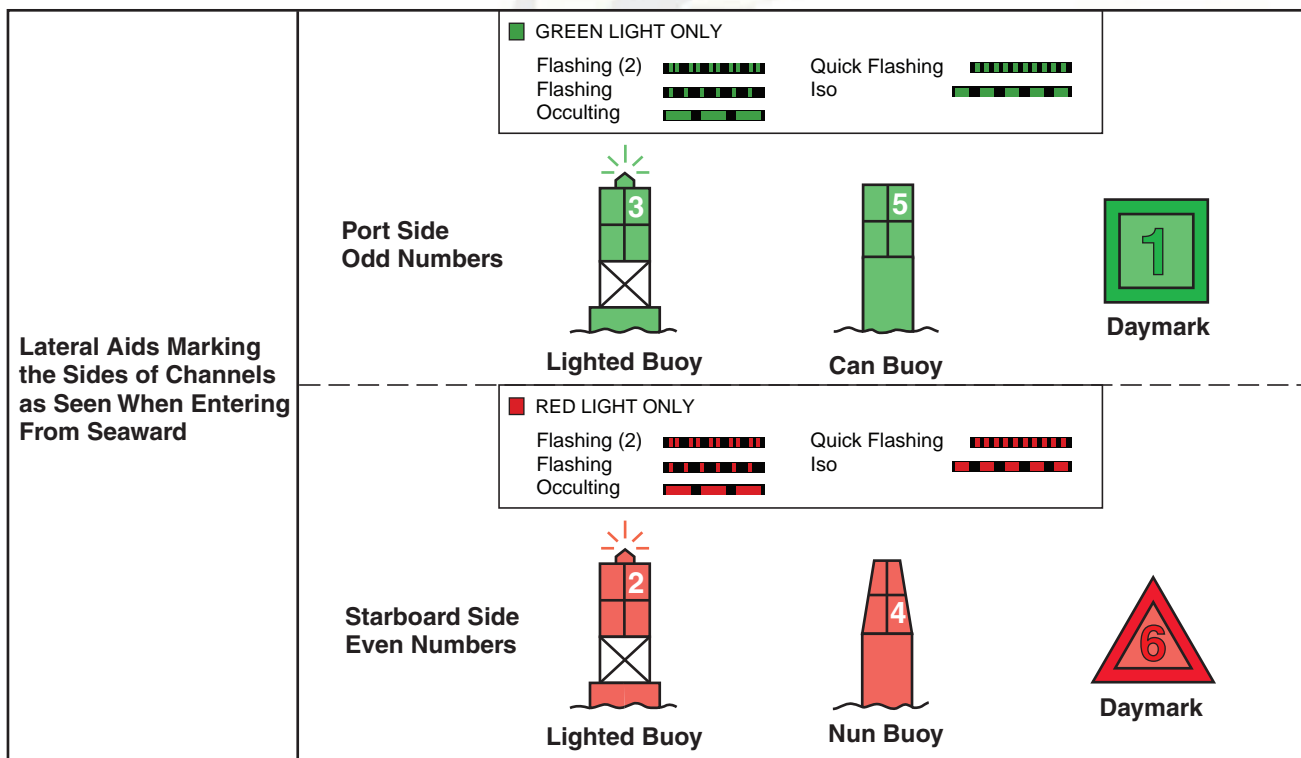 Lateral Aids Marking
the Sides of Channels
as Seen When Entering
From Seaward
GREEN LIGHT ONLY
Flashing (2)
Flashing
Occulting
Quick Flashing
Iso
Port Side
Odd Numbers
3
Lighted Buoy
5
Can Buoy
1
Daymark
RED LIGHT ONLY
Flashing (2)
Flashing
Occulting
Quick Flashing
Iso
Starboard Side
Even Numbers
2
Lighted Buoy
4
Nun Buoy
6
Daymark